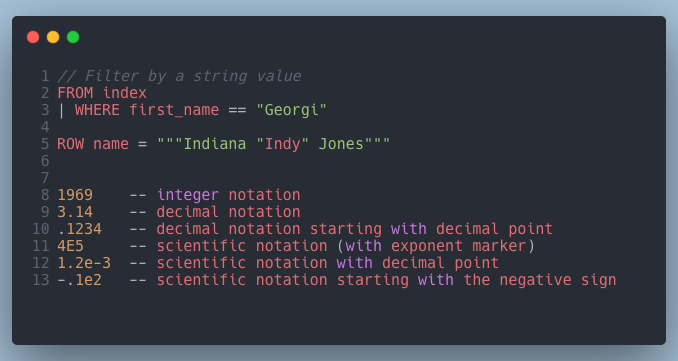 1 // Filter by a string value
2 FROM index
3 | WHERE first_name == "Georgi"
4
5 ROW name = """Indiana "Indy" Jones"""
6
7
8 1969    -- integer notation
9 3.14    -- decimal notation
10 .1234   -- decimal notation starting with decimal point
11 4E5     -- scientific notation (with exponent marker)
12 1.2e-3  -- scientific notation with decimal point
13 -.1e2   -- scientific notation starting with the negative sign